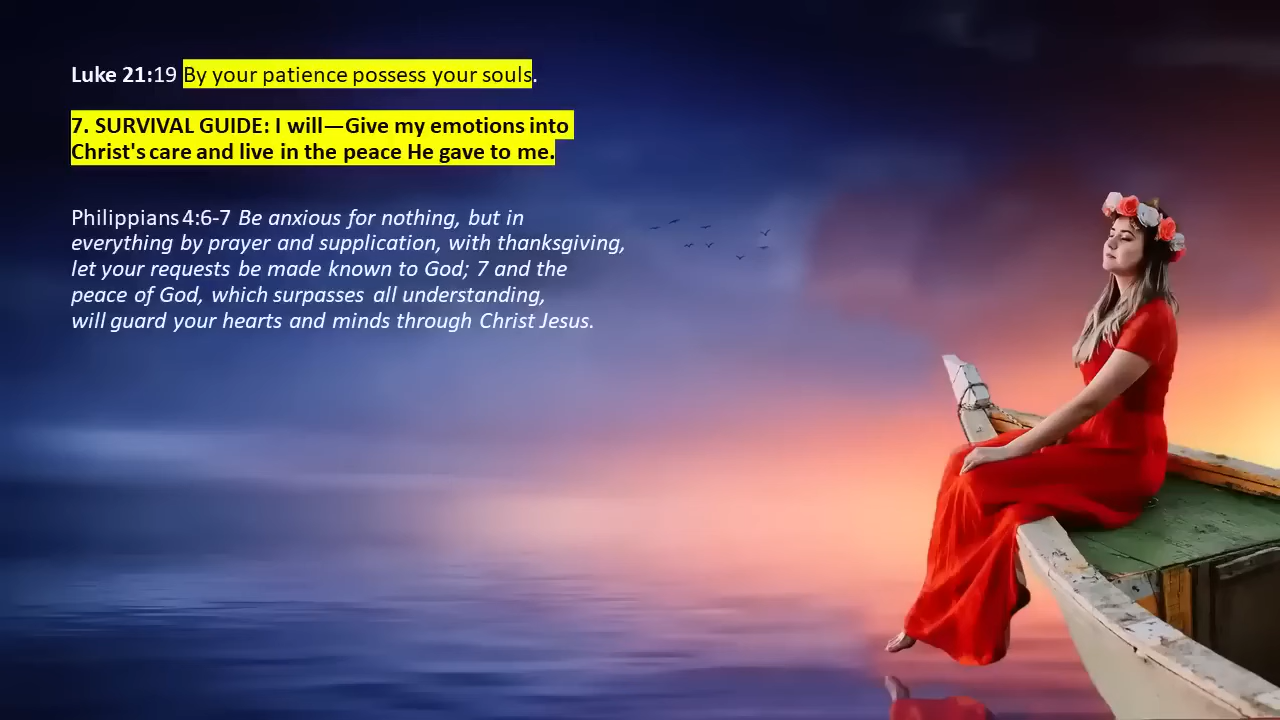 Luke 21:19 By your patience possess your souls.
7. SURVIVAL GUIDE: I will—Give my emotions into
Christ's care and live in the peace He gave to me.
Philippians 4:6-7 Be anxious for nothing, but in
everything by prayer and supplication, with thanksgiving,
let your requests be made known to God; 7 and the
peace of God, which surpasses all understanding,
will guard your hearts and minds through Christ Jesus.